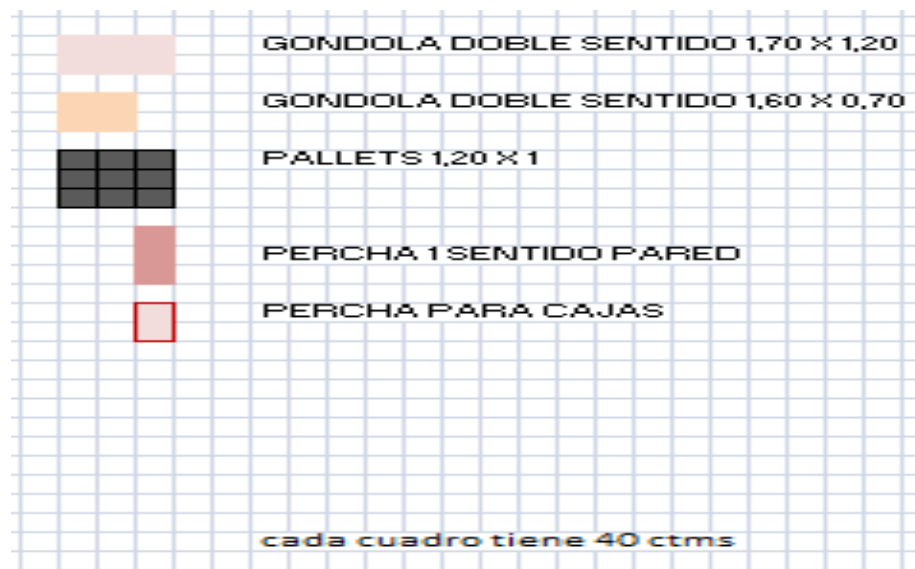 GONDOLA DOBLE SENTIDO 1,70 X 1,20
GONDOLA DOBLE SENTIDO 1,60 X 0,70
PALLETS 1,20 X 1
PERCHA 1 SENTIDO PARED
PERCHA PARA CAJAS
cada cuadro tiene 40 ctms